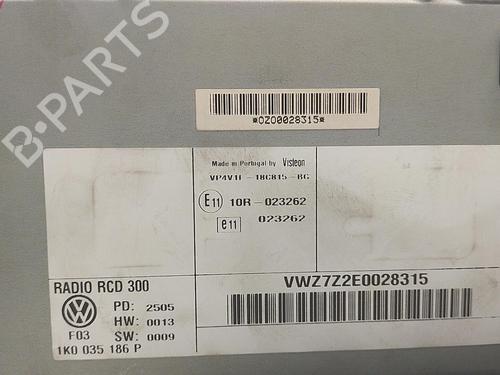 B-PARTS
*OZO0028315*
Made in Portugal by Visteon
VP4V1F-18C815-BG
E11 10R-023262
e11 023262
RADIO RCD 300
PD: 2505
HW: 0013
F03 SW: 0009
1K0 035 186 P
VWZ7Z2E0028315